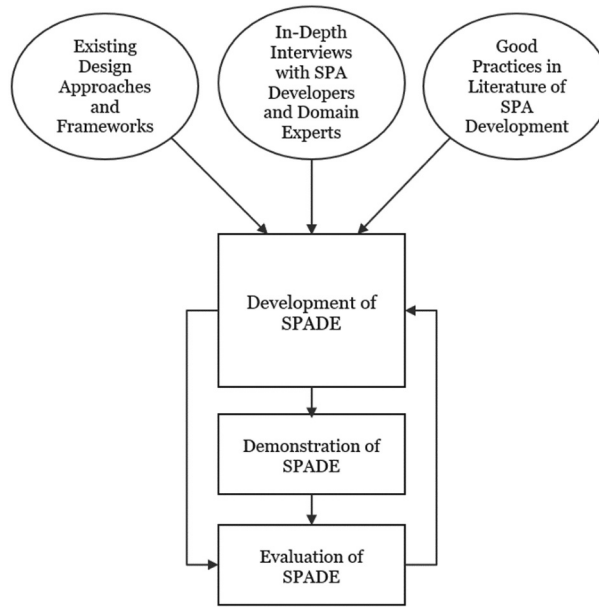 Existing
Design
Approaches
and
Frameworks
In-Depth
Interviews
with SPA
Developers
and Domain
Experts
Good
Practices in
Literature of
SPA
Development
Development of
SPADE
Demonstration of
SPADE
Evaluation of
SPADE